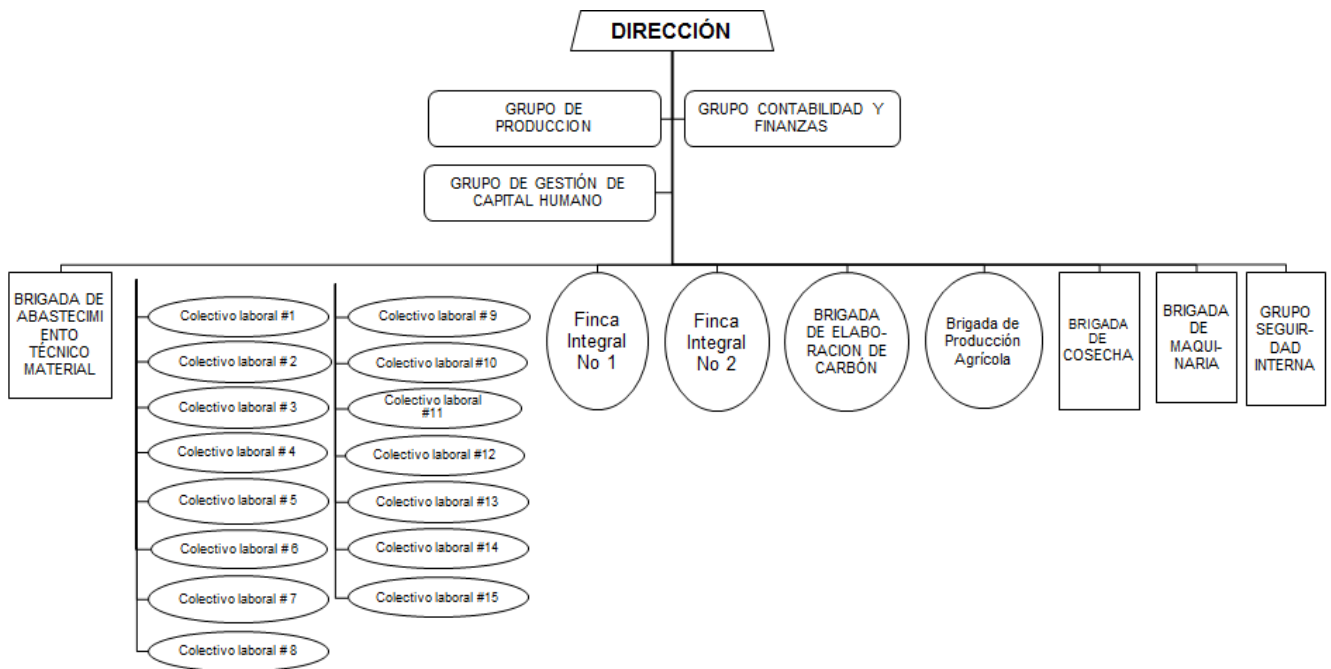 DIRECCIÓN
GRUPO DE
PRODUCCION
GRUPO CONTABILIDAD Y
FINANZAS
GRUPO DE GESTIÓN DE
CAPITAL HUMANO
BRIGADA DE
ABASTECIMI
ENTO
TÉCNICO
MATERIAL
Colectivo laboral #1
Colectivo laboral # 2
Colectivo laboral # 3
Colectivo laboral # 4
Colectivo laboral # 5
Colectivo laboral # 6
Colectivo laboral # 7
Colectivo laboral # 8
Colectivo laboral # 9
Colectivo laboral #10
Colectivo laboral
#11
Colectivo laboral #12
Colectivo laboral #13
Colectivo laboral #14
Colectivo laboral #15
Finca
Integral
No 1
Finca
Integral
No 2
BRIGADA
DE ELABO-
RACION DE
CARBÓN
Brigada de
Producción
Agrícola
BRIGADA
DE
COSECHA
BRIGADA
DE
MAQUI-
NARIA
GRUPO
SEGUIR-
DAD
INTERNA